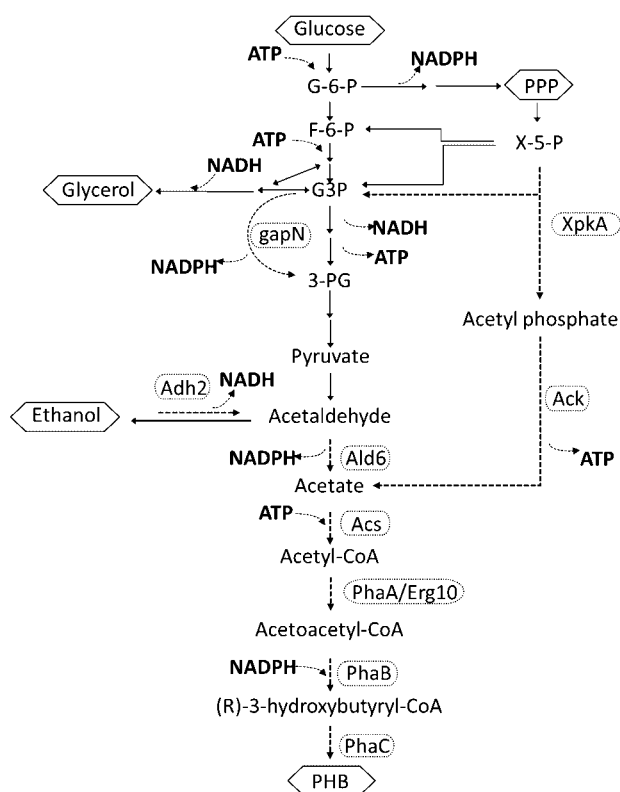 Glucose
ATP
NADPH
G-6-P
PPP
F-6-P
ATP
X-5-P
NADH
Glycerol
G3P
gapN
NADH
XpkA
NADPH
ATP
3-PG
Acetyl phosphate
Pyruvate
Adh2
NADH
Ack
Ethanol
Acetaldehyde
NADPH
Ald6
ATP
Acetate
ATP
Acs
Acetyl-CoA
PhaA/Erg10
Acetoacetyl-CoA
NADPH
PhaB
(R)-3-hydroxybutyryl-CoA
PhaC
PHB